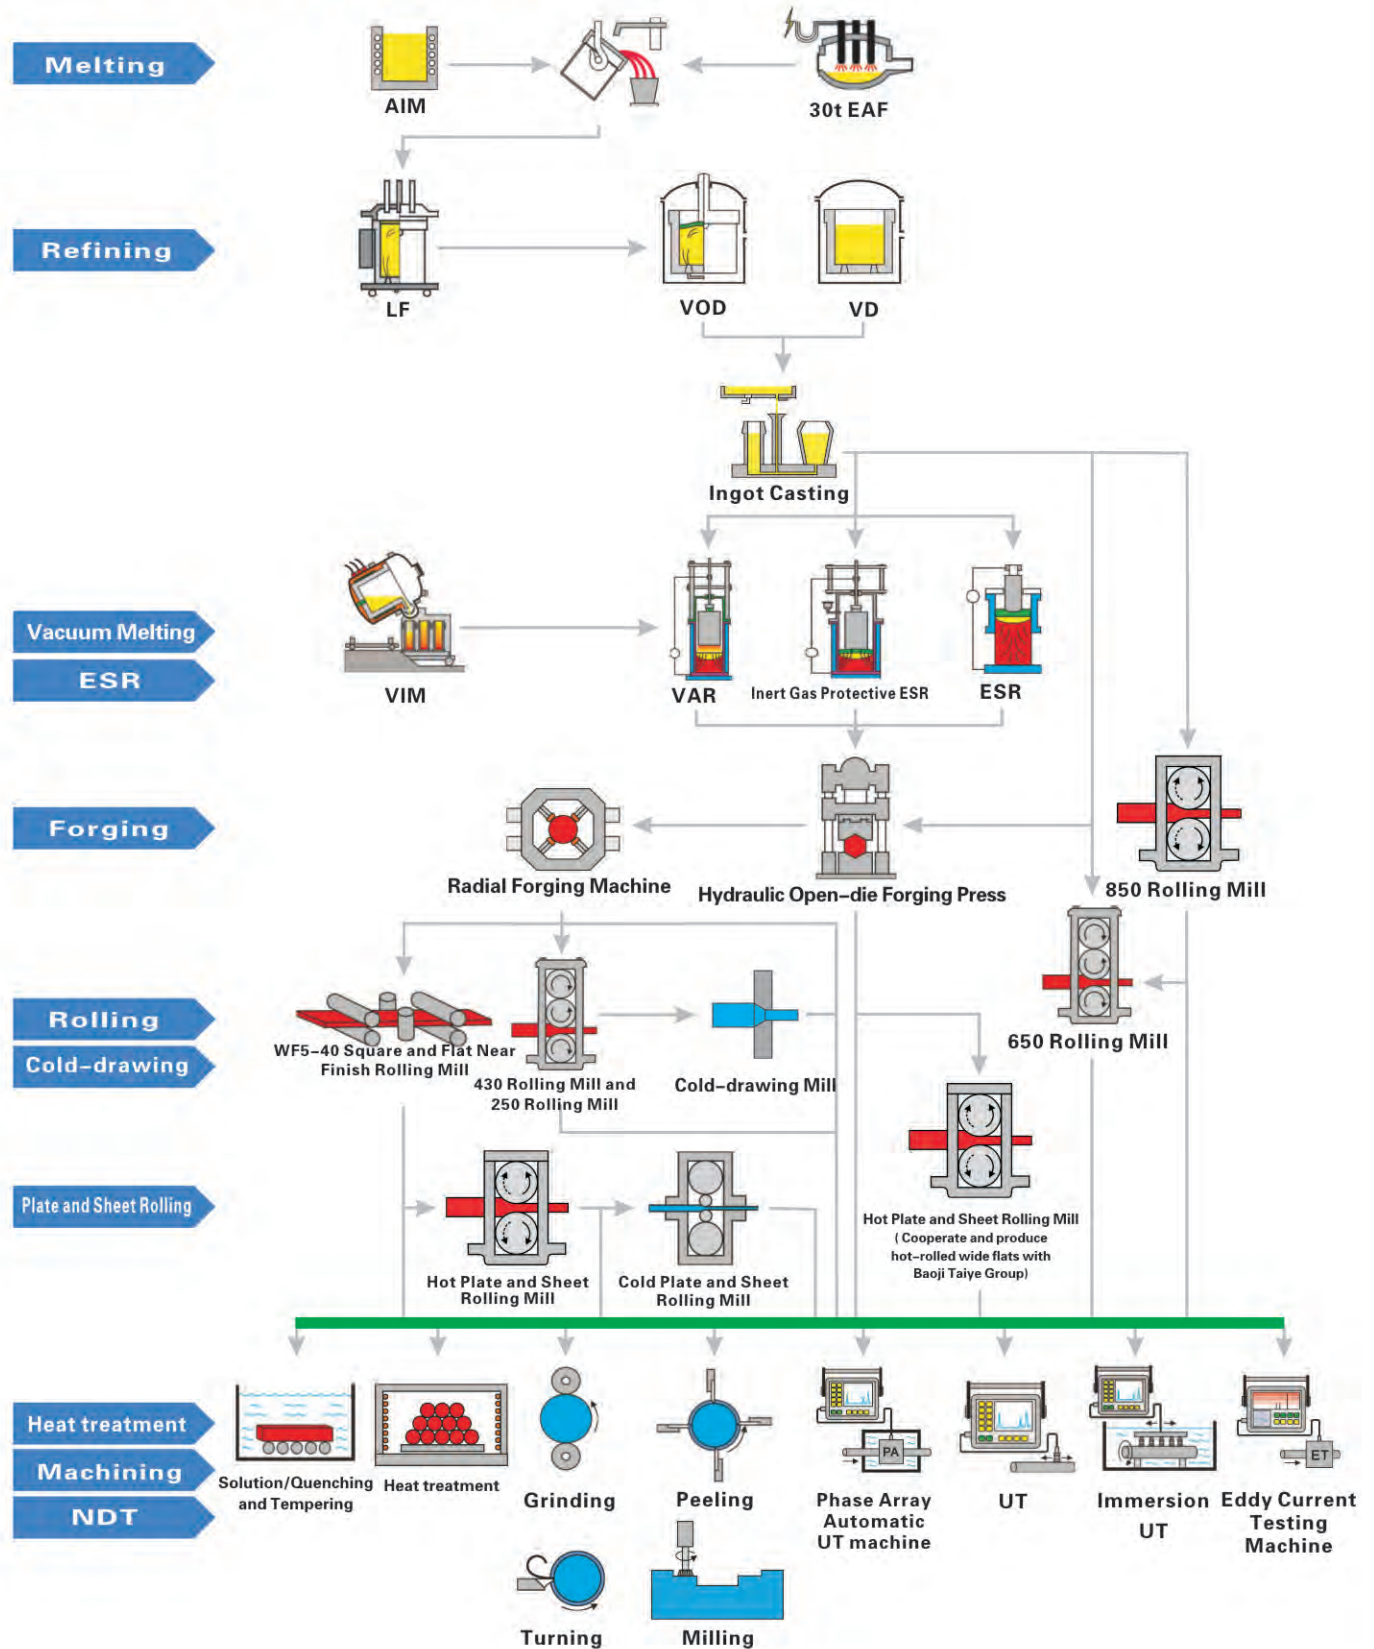 Melting
AIM
30t EAF
Refining
LF
VOD
VD
Ingot Casting
Vacuum Melting
ESR
VIM
VAR
Inert Gas Protective ESR
ESR
Forging
Radial Forging Machine
Hydraulic Open-die Forging Press
850 Rolling Mill
Rolling
Cold-drawing
WF5-40 Square and Flat Near
Finish Rolling Mill
430 Rolling Mill and
250 Rolling Mill
Cold-drawing Mill
650 Rolling Mill
Plate and Sheet Rolling
Hot Plate and Sheet
Rolling Mill
Cold Plate and Sheet
Rolling Mill
Hot Plate and Sheet Rolling Mill
( Cooperate and produce
hot-rolled wide flats with
Baoji Taiye Group)
Heat treatment
Machining
NDT
Solution/Quenching
and Tempering
Heat treatment
Grinding
Peeling
PA
Phase Array
Automatic
UT machine
UT
Immersion
UT
ET
Eddy Current
Testing
Machine
Turning
Milling